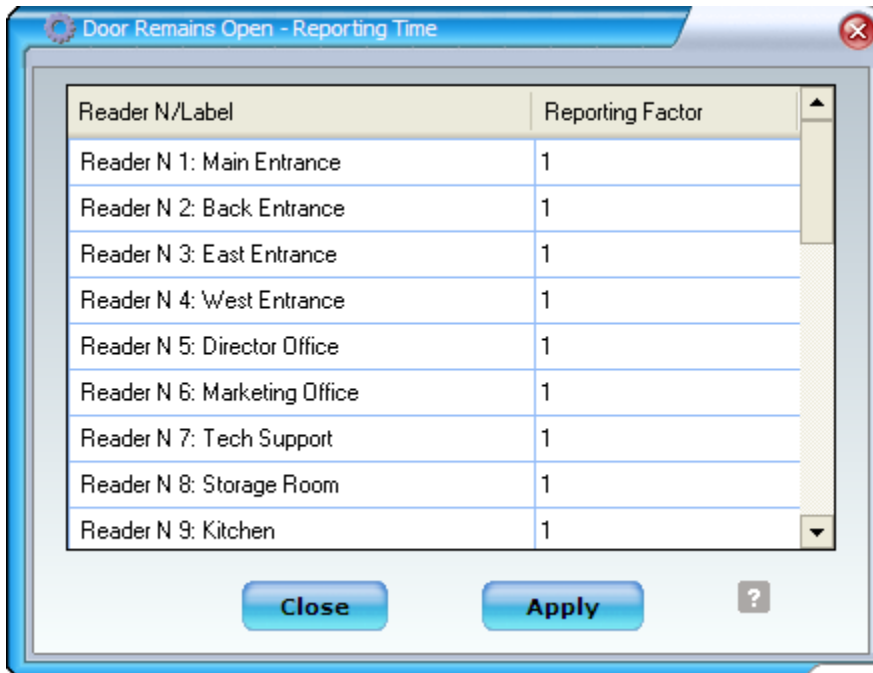 Door Remains Open - Reporting Time
Reader N/Label Reporting Factor
Reader N 1: Main Entrance 1
Reader N 2: Back Entrance 1
Reader N 3: East Entrance 1
Reader N 4: West Entrance 1
Reader N 5: Director Office 1
Reader N 6: Marketing Office 1
Reader N 7: Tech Support 1
Reader N 8: Storage Room 1
Reader N 9: Kitchen 1
Close Apply ?